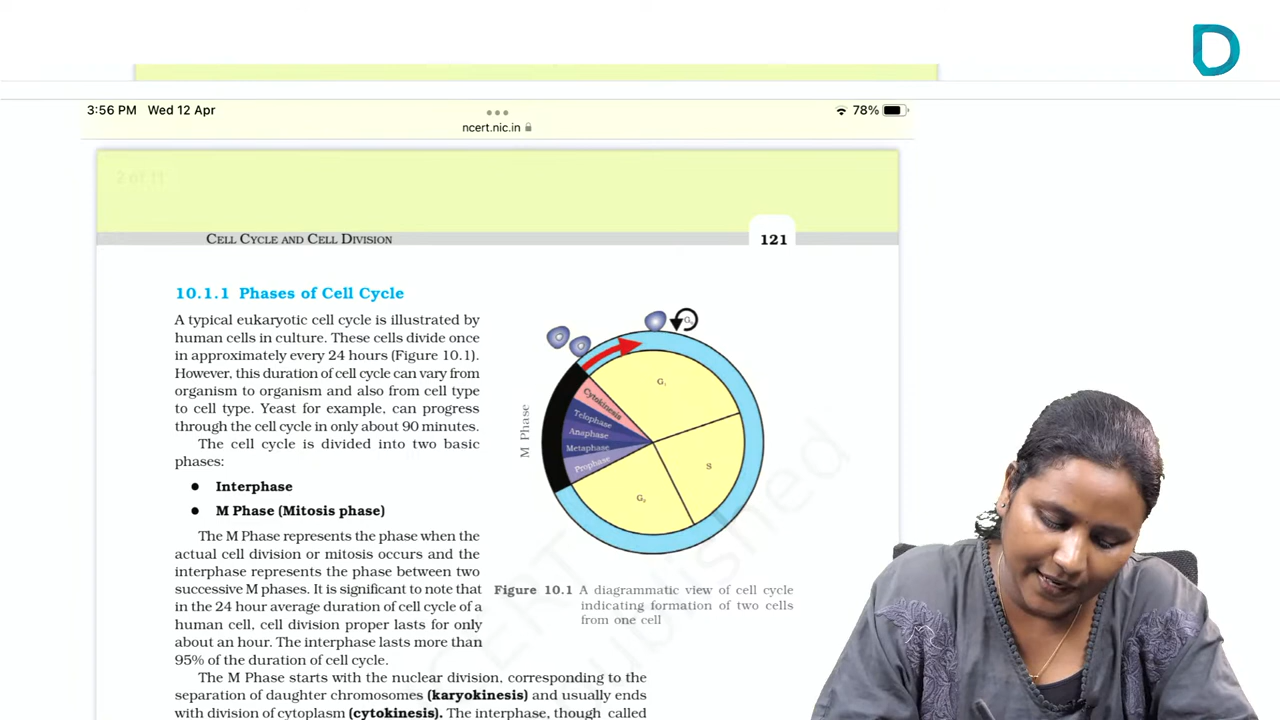 D
3:56 PM Wed 12 Apr
ncert.nic.in
78%
2 of 11
CELL CYCLE AND CELL DIVISION
121
10.1.1 Phases of Cell Cycle
A typical eukaryotic cell cycle is illustrated by
human cells in culture. These cells divide once
in approximately every 24 hours (Figure 10.1).
However, this duration of cell cycle can vary from
organism to organism and also from cell type
to cell type. Yeast for example, can progress
through the cell cycle in only about 90 minutes.
The cell cycle is divided into two basic
phases:
● Interphase
● M Phase (Mitosis phase)
The M Phase represents the phase when the
actual cell division or mitosis occurs and the
interphase represents the phase between two
successive M phases. It is significant to note that
in the 24 hour average duration of cell cycle of a
human cell, cell division proper lasts for only
about an hour. The interphase lasts more than
95% of the duration of cell cycle.
The M Phase starts with the nuclear division, corresponding to the
separation of daughter chromosomes (karyokinesis) and usually ends
with division of cytoplasm (cytokinesis). The interphase, though called
G₀
G₁
S
G₂
M Phase
Cytokinesis
Telophase
Anaphase
Metaphase
Prophase
Figure 10.1 A diagrammatic view of cell cycle
indicating formation of two cells
from one cell